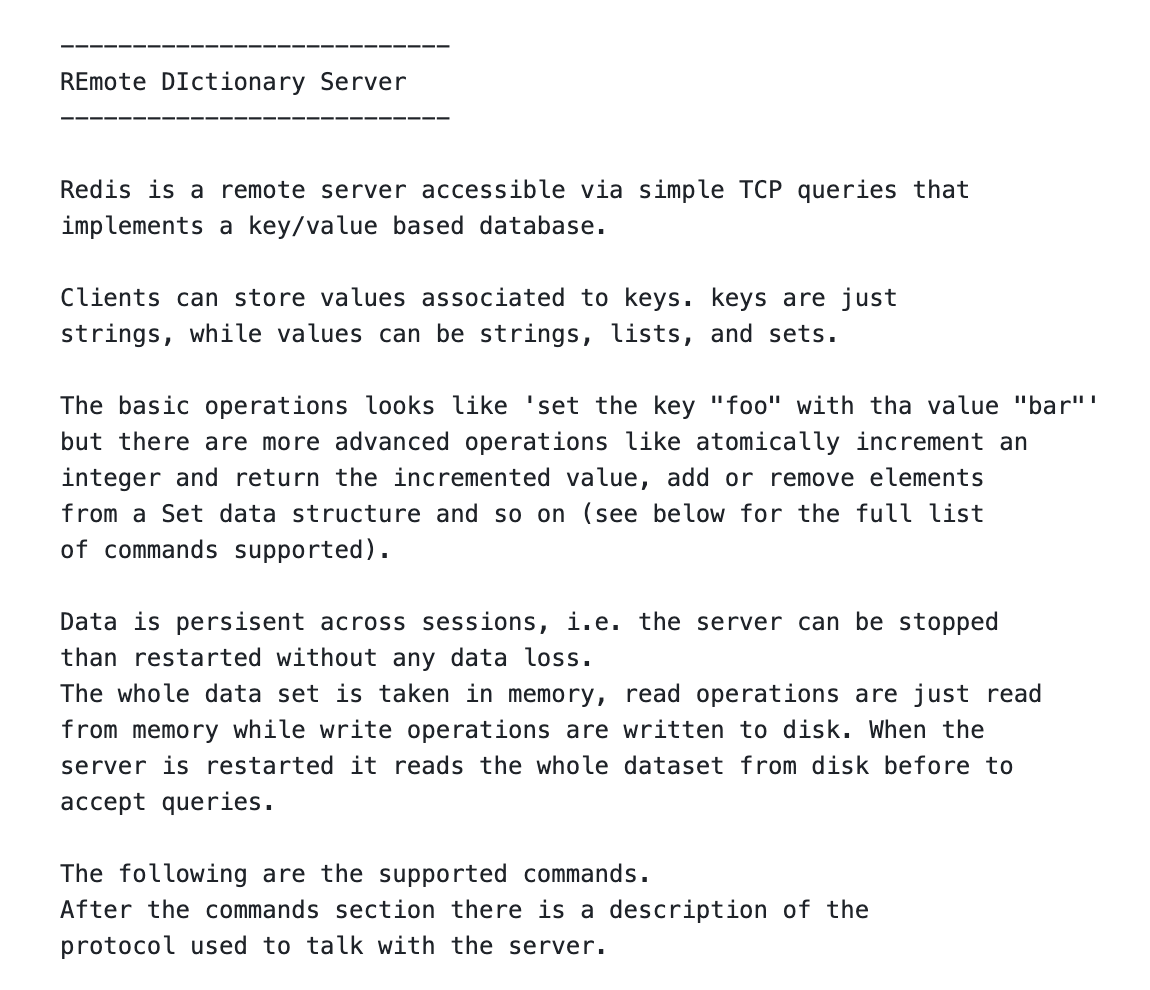 ---------------------------
REmote DIctionary Server
---------------------------
Redis is a remote server accessible via simple TCP queries that
implements a key/value based database.
Clients can store values associated to keys. keys are just
strings, while values can be strings, lists, and sets.
The basic operations looks like 'set the key "foo" with tha value "bar"'
but there are more advanced operations like atomically increment an
integer and return the incremented value, add or remove elements
from a Set data structure and so on (see below for the full list
of commands supported).
Data is persisent across sessions, i.e. the server can be stopped
than restarted without any data loss.
The whole data set is taken in memory, read operations are just read
from memory while write operations are written to disk. When the
server is restarted it reads the whole dataset from disk before to
accept queries.
The following are the supported commands.
After the commands section there is a description of the
protocol used to talk with the server.